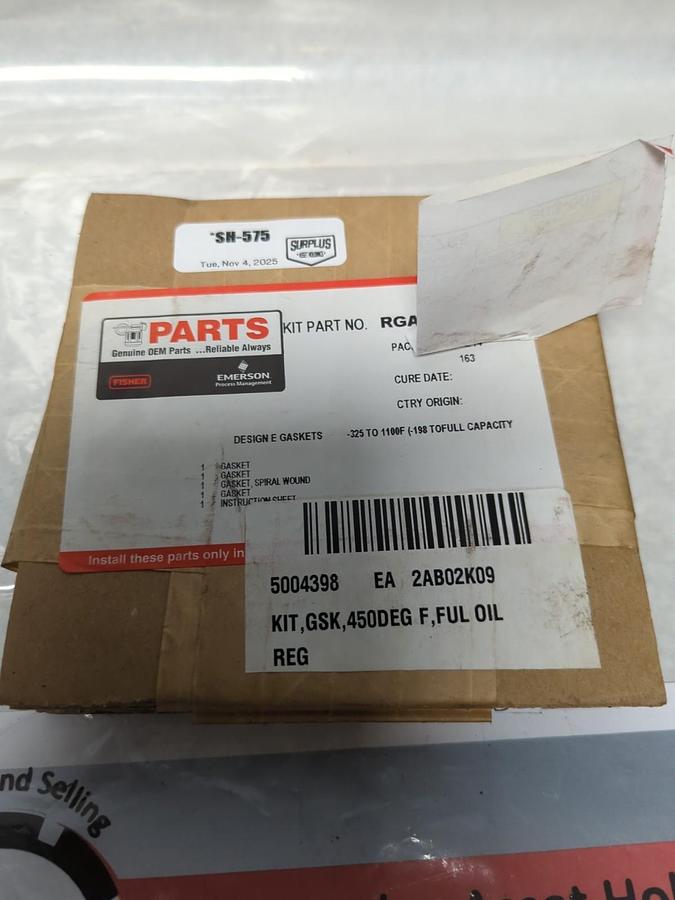 *SH-575
SURPLUS
Tue, Nov 4, 2025
PARTS
Genuine OEM Parts ...Reliable Always
FISHER
EMERSON
Process Management
KIT PART NO. RGA
PAC
163
CURE DATE:
CTRY ORIGIN:
DESIGN E GASKETS -325 TO 1100F (-198 TOFULL CAPACITY
1 GASKET
1 GASKET
1 GASKET, SPIRAL WOUND
1 GASKET
1 INSTRUCTION SHEET
Install these parts only in
5004398 EA 2AB02K09
KIT,GSK,450DEG F,FUL OIL
REG
nd Selling